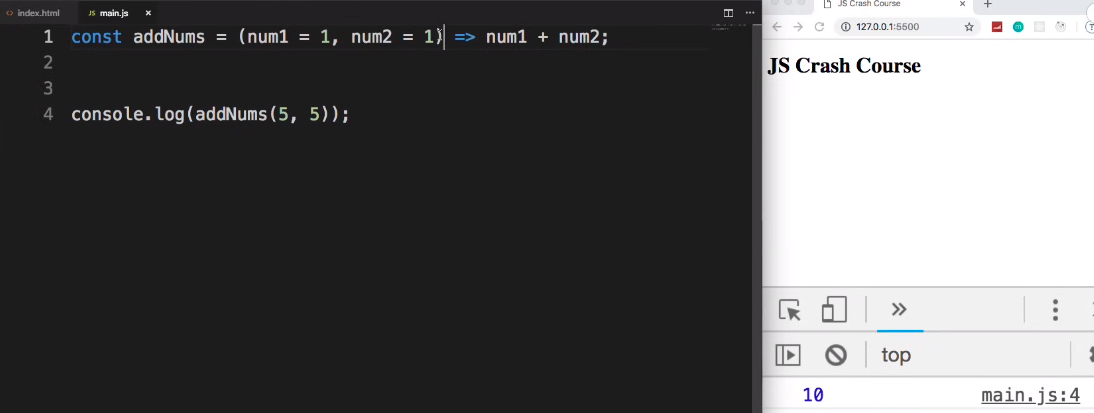 index.html
JS main.js ×
1 const addNums = (num1 = 1, num2 = 1) => num1 + num2;
2
3
4 console.log(addNums(5, 5));
JS Crash Course
127.0.0.1:5500
JS Crash Course
top
10 main.js:4